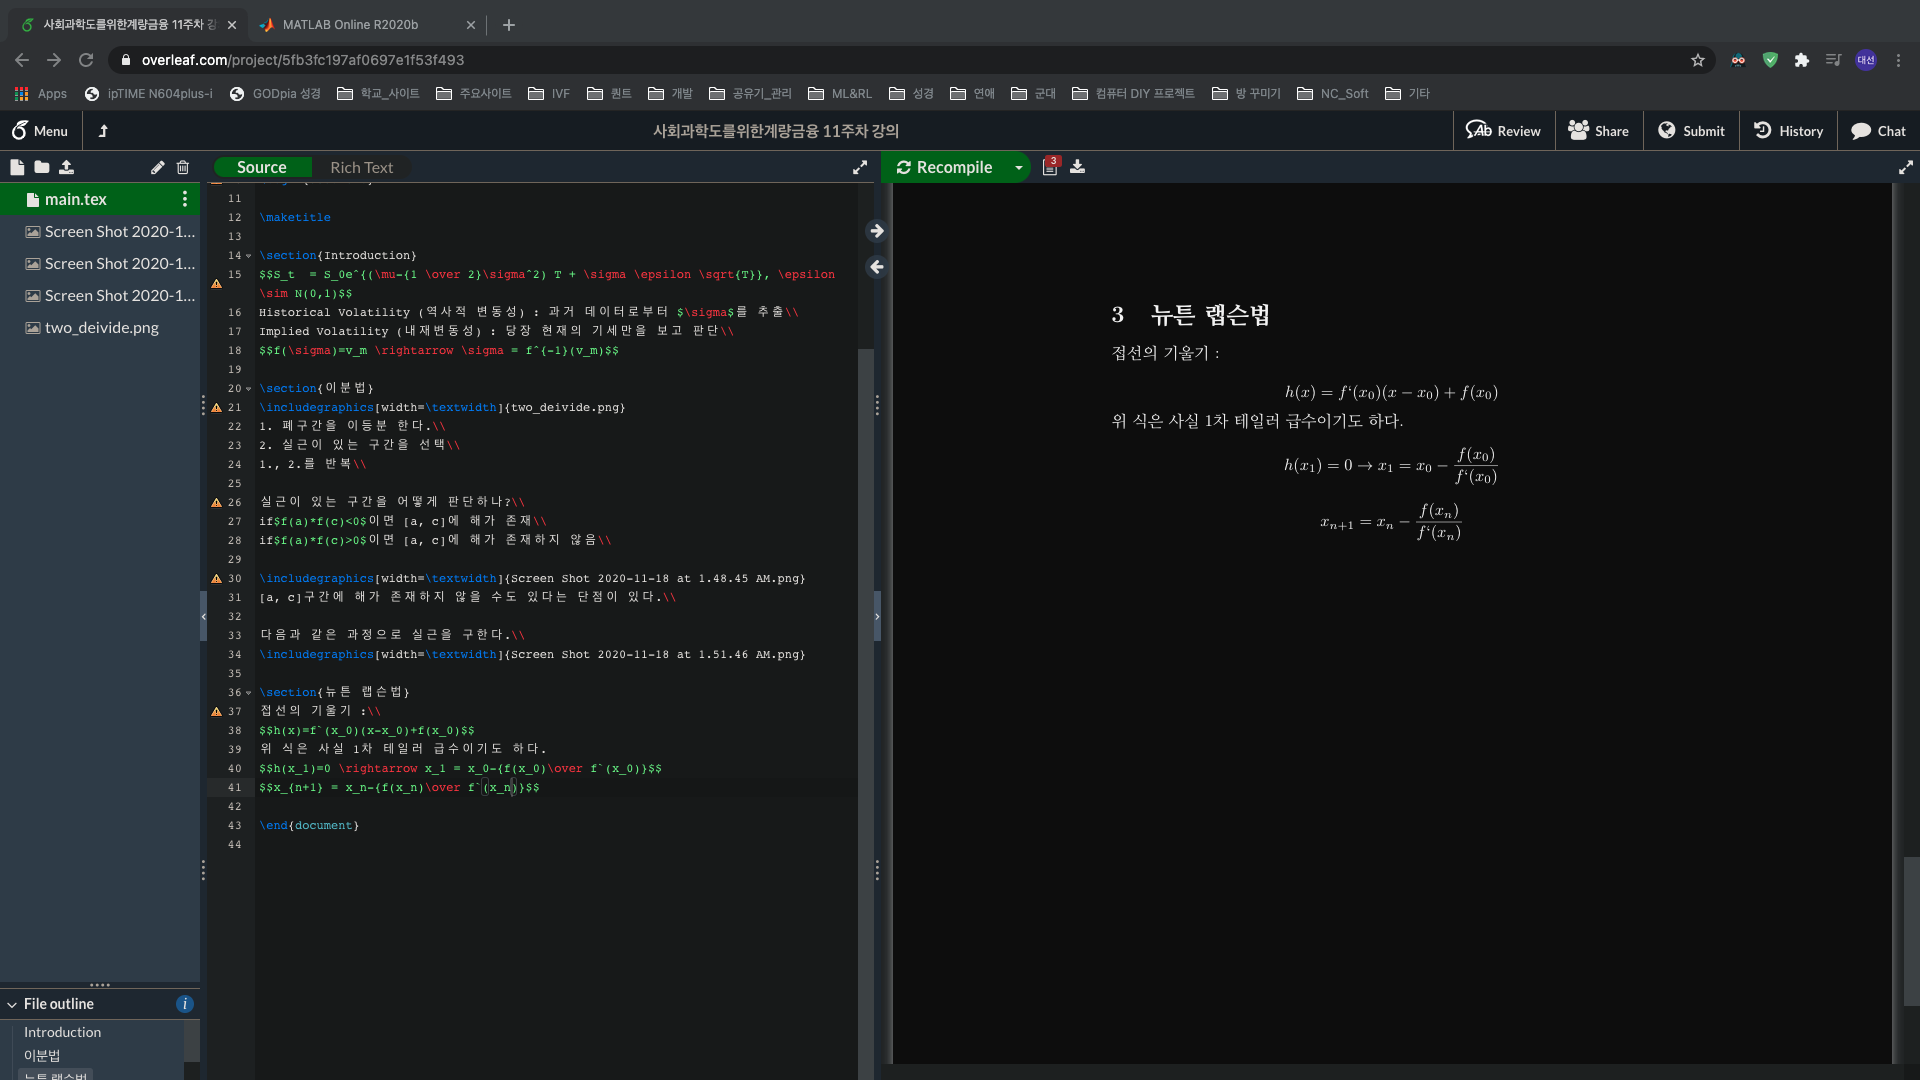 사회과학도를위한계량금융 11주차 강
MATLAB Online R2020b
overleaf.com/project/5fb3fc197af0697e1f53f493
대선
Apps
ipTIME N604plus-i
GODpia 성경
학교_사이트
주요사이트
IVF
퀀트
개발
공유기_관리
ML&RL
성경
연애
군대
컴퓨터 DIY 프로젝트
방 꾸미기
NC_Soft
기타
Menu
사회과학도를위한계량금융 11주차 강의
Review
Share
Submit
History
Chat
Source
Rich Text
Recompile
3
main.tex
Screen Shot 2020-1...
Screen Shot 2020-1...
Screen Shot 2020-1...
two_deivide.png
11
12 \maketitle
13
14 \section{Introduction}
15 $$S_t  = S_0e^{(\mu-{1 \over 2}\sigma^2) T + \sigma \epsilon \sqrt{T}}, \epsilon
\sim N(0,1)$$
16 Historical Volatility (역사적 변동성) : 과거 데이터로부터 $\sigma$를 추출\\
17 Implied Volatility (내재변동성) : 당장 현재의 기세만을 보고 판단\\
18 $$f(\sigma)=v_m \rightarrow \sigma = f^{-1}(v_m)$$
19
20 \section{이분법}
21 \includegraphics[width=\textwidth]{two_deivide.png}
22 1. 폐구간을 이등분 한다.\\
23 2. 실근이 있는 구간을 선택\\
24 1., 2.를 반복\\
25
26 실근이 있는 구간을 어떻게 판단하나?\\
27 if$f(a)*f(c)<0$이면 [a, c]에 해가 존재\\
28 if$f(a)*f(c)>0$이면 [a, c]에 해가 존재하지 않음\\
29
30 \includegraphics[width=\textwidth]{Screen Shot 2020-11-18 at 1.48.45 AM.png}
31 [a, c]구간에 해가 존재하지 않을 수도 있다는 단점이 있다.\\
32
33 다음과 같은 과정으로 실근을 구한다.\\
34 \includegraphics[width=\textwidth]{Screen Shot 2020-11-18 at 1.51.46 AM.png}
35
36 \section{뉴튼 랩슨법}
37 접선의 기울기 :\\
38 $$h(x)=f`(x_0)(x-x_0)+f(x_0)$$
39 위 식은 사실 1차 테일러 급수이기도 하다.
40 $$h(x_1)=0 \rightarrow x_1 = x_0-{f(x_0)\over f`(x_0)}$$
41 $$x_{n+1} = x_n-{f(x_n)\over f`(x_n)}$$
42
43 \end{document}
44
3 뉴튼 랩슨법
접선의 기울기 :
h(x) = f‘(x₀)(x − x₀) + f(x₀)
위 식은 사실 1차 테일러 급수이기도 하다.
h(x₁) = 0 → x₁ = x₀ − f(x₀)/f‘(x₀)
xₙ₊₁ = xₙ − f(xₙ)/f‘(xₙ)
File outline
i
Introduction
이분법
뉴튼 랩슨법